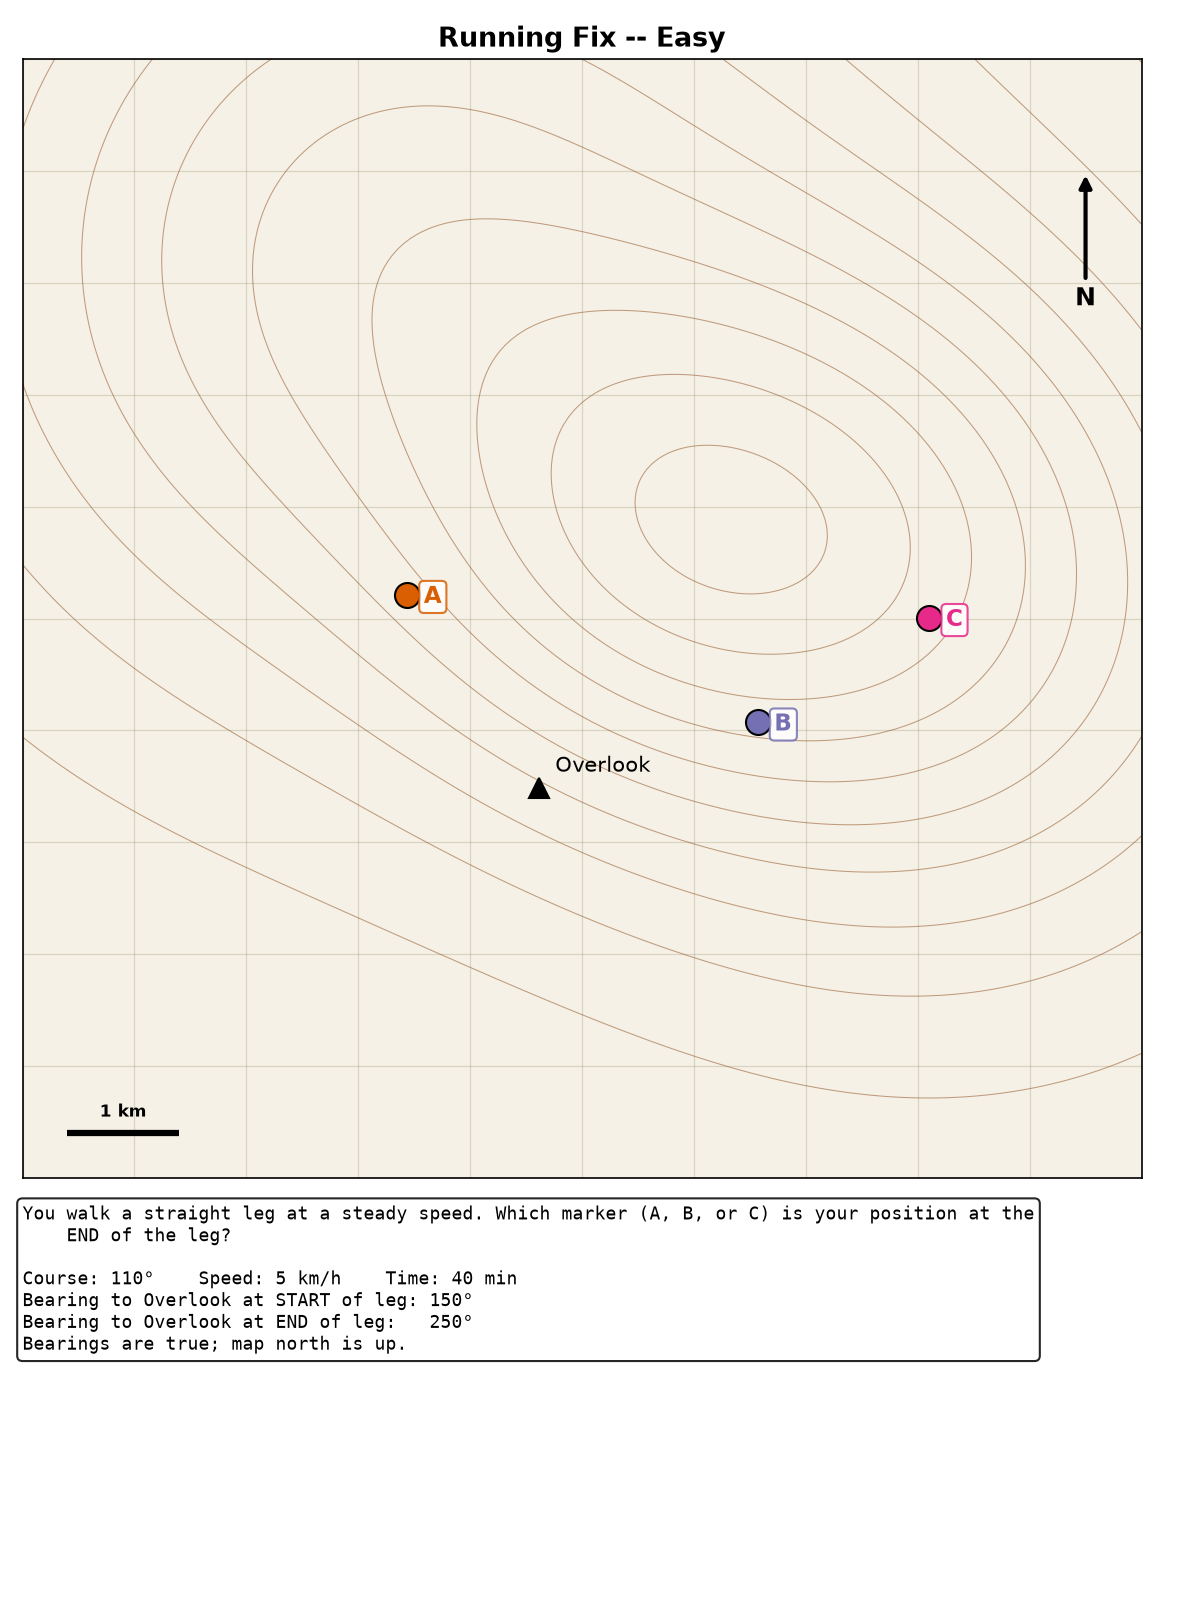 Running Fix -- Easy
N
A
C
B
Overlook
1 km
You walk a straight leg at a steady speed. Which marker (A, B, or C) is your position at the
END of the leg?
Course: 110°    Speed: 5 km/h    Time: 40 min
Bearing to Overlook at START of leg: 150°
Bearing to Overlook at END of leg:   250°
Bearings are true; map north is up.